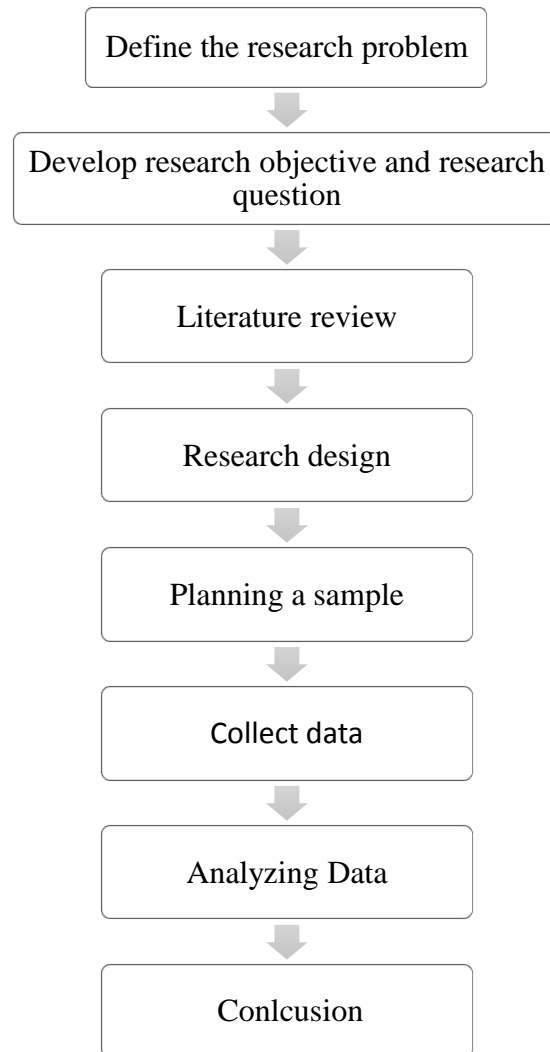 Define the research problem
Develop research objective and research
question
Literature review
Research design
Planning a sample
Collect data
Analyzing Data
Conlcusion